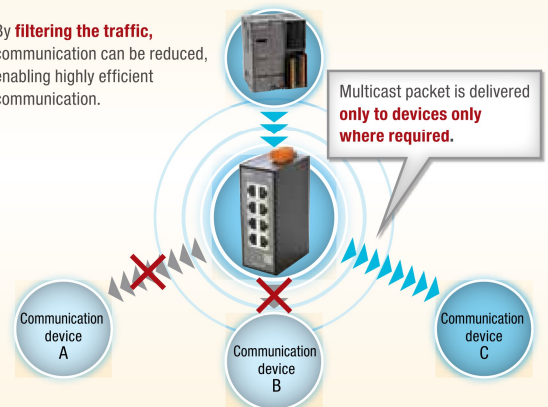 By filtering the traffic,
communication can be reduced,
enabling highly efficient
communication.
Multicast packet is delivered
only to devices only
where required.
Communication
device
A
Communication
device
B
Communication
device
C